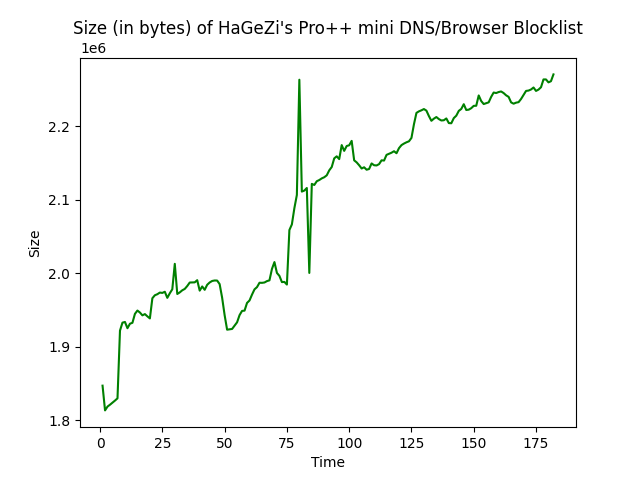 Size (in bytes) of HaGeZi's Pro++ mini DNS/Browser Blocklist
1e6
2.2
2.1
2.0
1.9
1.8
Size
0 25 50 75 100 125 150 175
Time